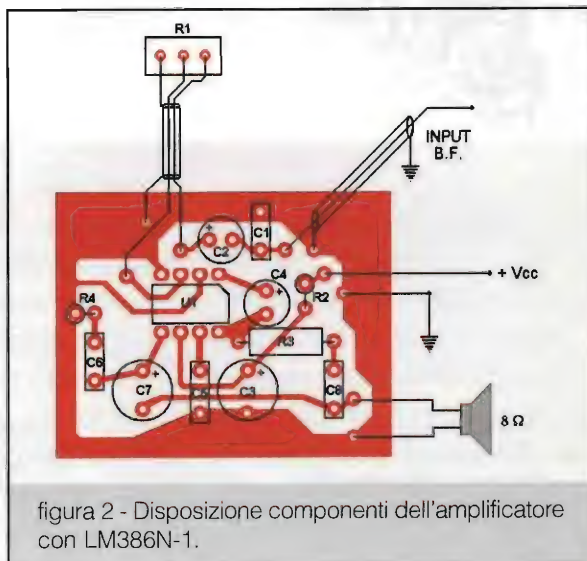 R1
INPUT
B.F.
C1
C2
C4
+ Vcc
R2
R4
U1
R3
C6
C7
C5
C3
C8
8 Ω
figura 2 - Disposizione componenti dell'amplificatore
con LM386N-1.